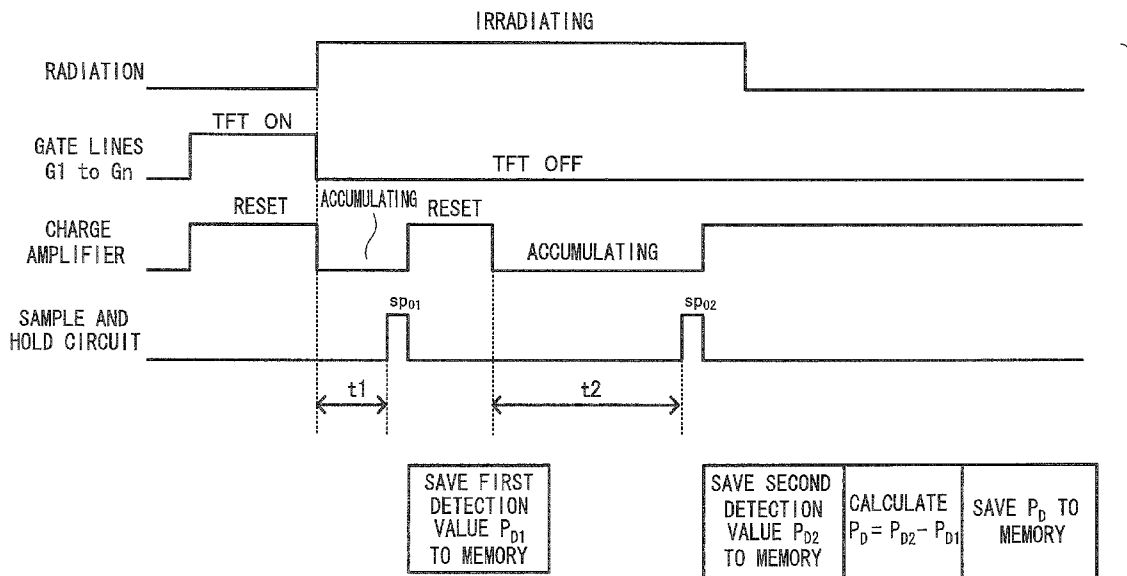 IRRADIATING
RADIATION
TFT ON
GATE LINES
G1 to Gn
TFT OFF
RESET
ACCUMULATING
RESET
CHARGE
AMPLIFIER
ACCUMULATING
sp01
sp02
SAMPLE AND
HOLD CIRCUIT
t1
t2
SAVE FIRST
DETECTION
VALUE PD1
TO MEMORY
SAVE SECOND
DETECTION
VALUE PD2
TO MEMORY
CALCULATE
PD = PD2 - PD1
SAVE PD TO
MEMORY